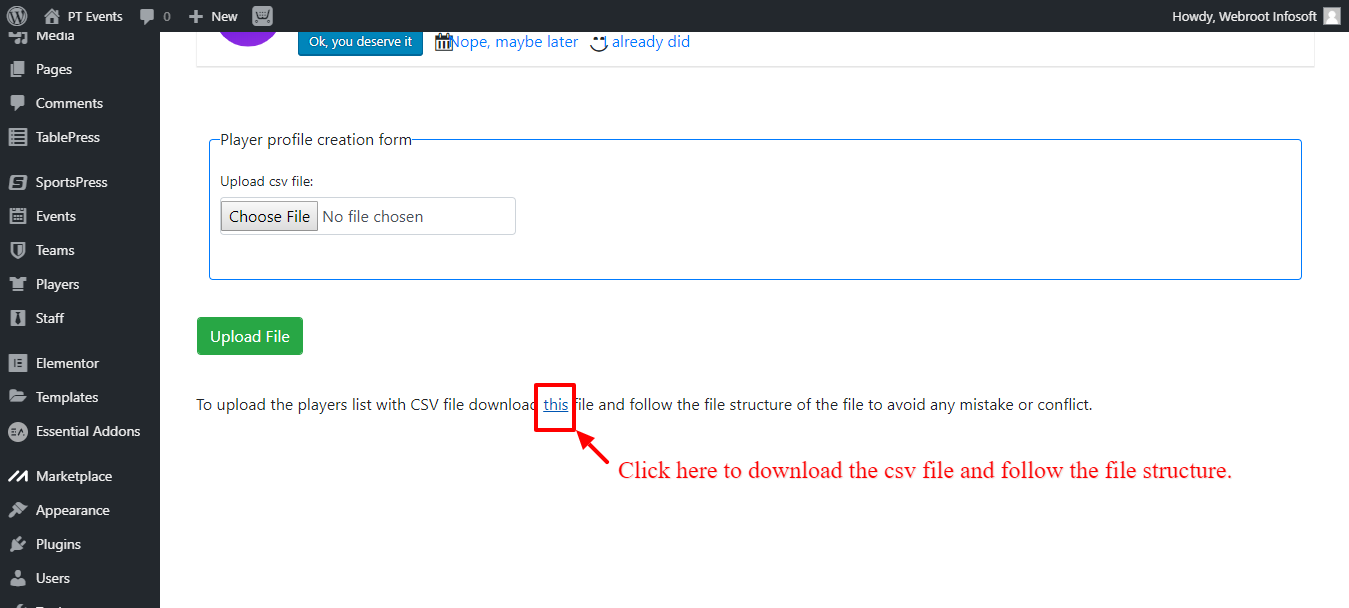 PT Events 0 New Howdy, Webroot Infosoft
Media
Pages
Comments
TablePress
SportsPress
Events
Teams
Players
Staff
Elementor
Templates
Essential Addons
Marketplace
Appearance
Plugins
Users
Ok, you deserve it Nope, maybe later already did
Player profile creation form
Upload csv file:
Choose File No file chosen
Upload File
To upload the players list with CSV file download this file and follow the file structure of the file to avoid any mistake or conflict.
Click here to download the csv file and follow the file structure.